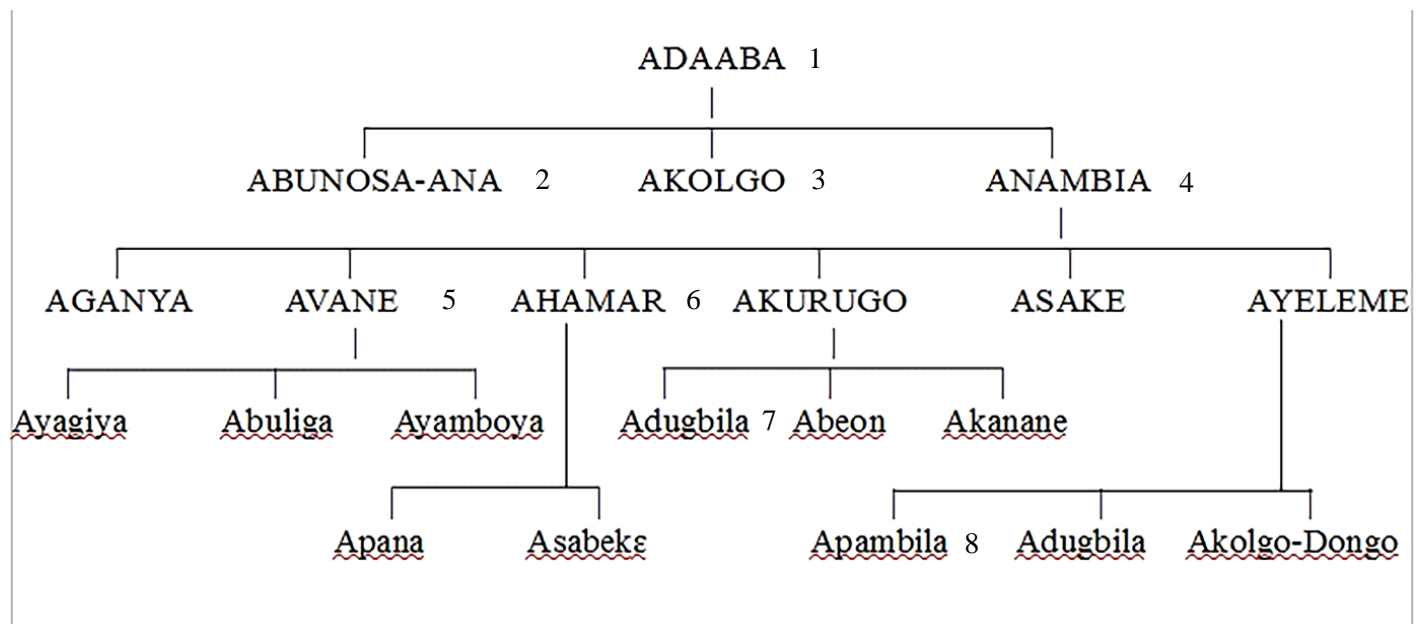 ADAABA 1
ABUNOSA-ANA 2 AKOLGO 3 ANAMBIA 4
AGANYA AVANE 5 AHAMAR 6 AKURUGO ASAKE AYELEME
Ayagiya Abuliga Ayamboya Adugbila 7 Abeon Akanane
Apana Asabekɛ Apambila 8 Adugbila Akolgo-Dongo